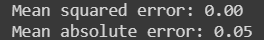 Mean squared error: 0.00
Mean absolute error: 0.05